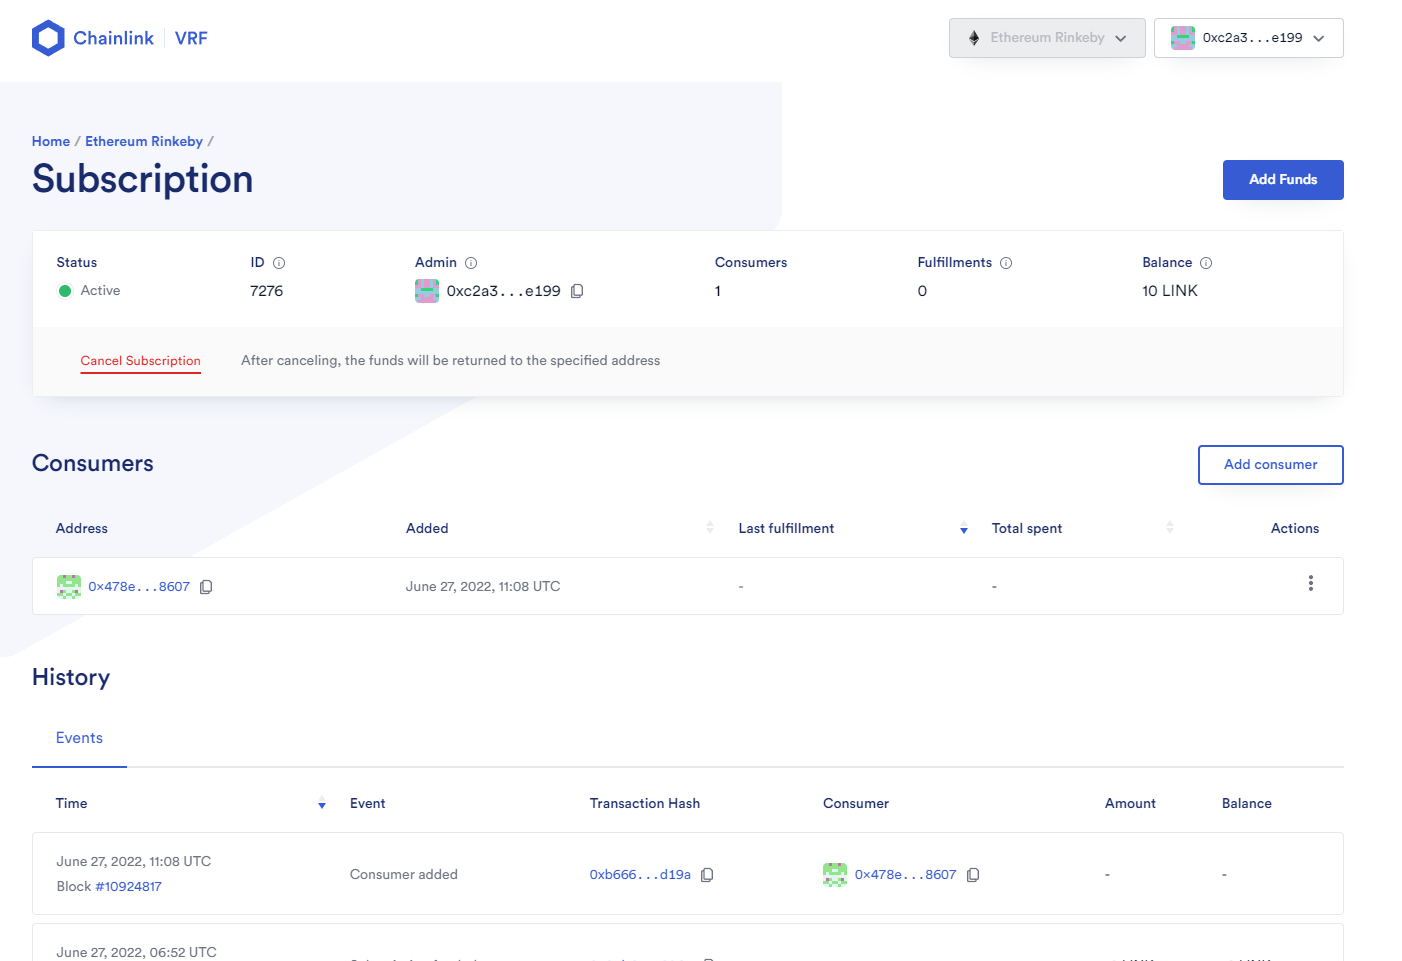 Chainlink VRF
Ethereum Rinkeby
0xc2a3...e199
Home / Ethereum Rinkeby /
Subscription
Add Funds
Status ID Admin Consumers Fulfillments Balance
Active 7276 0xc2a3...e199 1 0 10 LINK
Cancel Subscription After canceling, the funds will be returned to the specified address
Consumers
Add consumer
Address Added Last fulfillment Total spent Actions
0x478e...8607 June 27, 2022, 11:08 UTC - -
History
Events
Time Event Transaction Hash Consumer Amount Balance
June 27, 2022, 11:08 UTC
Block #10924817
Consumer added 0xb666...d19a 0x478e...8607 - -
June 27, 2022, 06:52 UTC